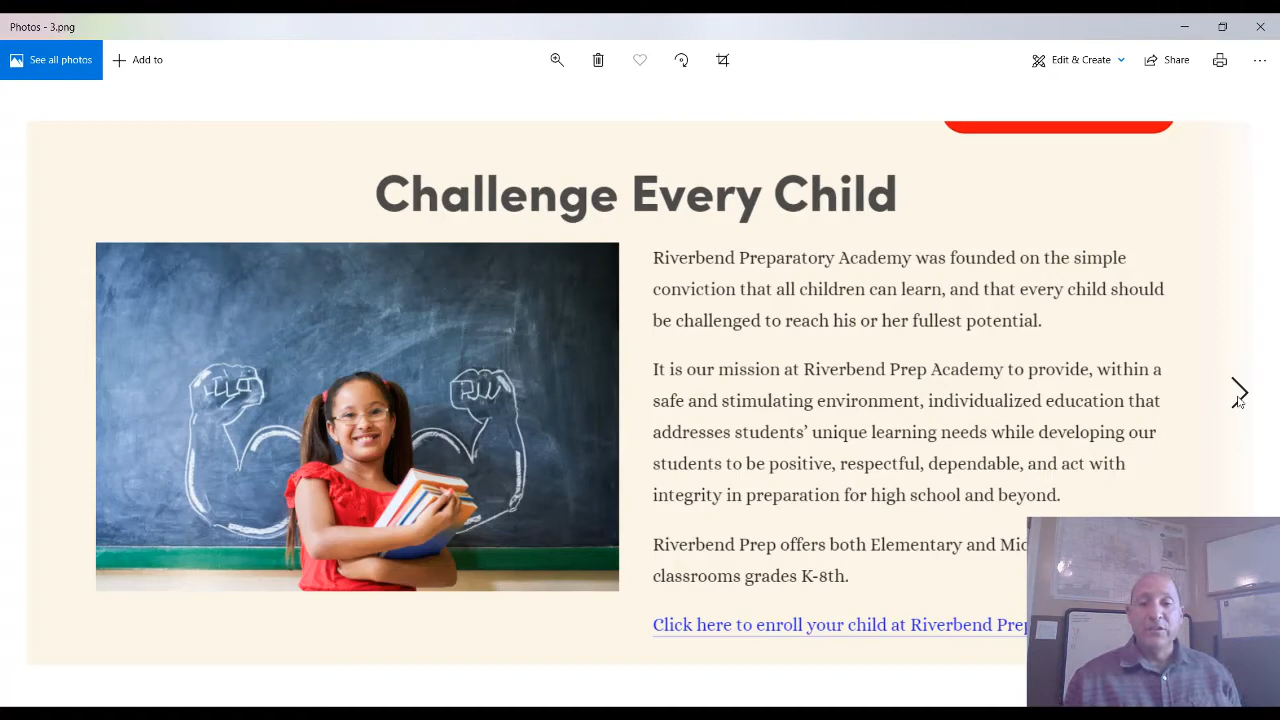 Photos - 3.png
See all photos
Add to
Edit & Create
Share
Challenge Every Child
Riverbend Preparatory Academy was founded on the simple
conviction that all children can learn, and that every child should
be challenged to reach his or her fullest potential.
It is our mission at Riverbend Prep Academy to provide, within a
safe and stimulating environment, individualized education that
addresses students’ unique learning needs while developing our
students to be positive, respectful, dependable, and act with
integrity in preparation for high school and beyond.
Riverbend Prep offers both Elementary and
classrooms grades K-8th.
Click here to enroll your child at Riverbend Prep